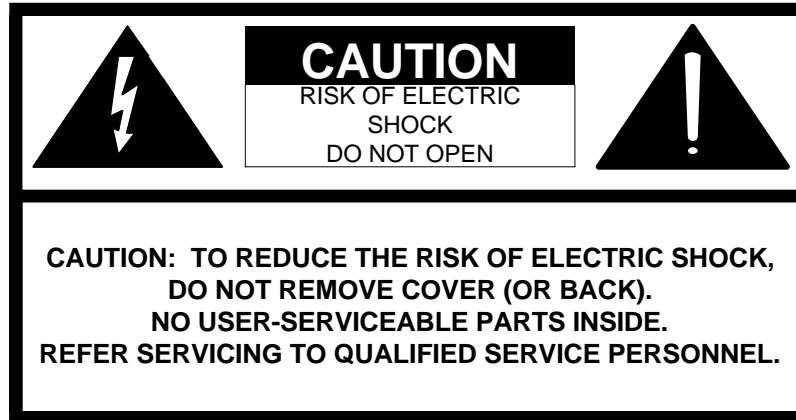 CAUTION
RISK OF ELECTRIC
SHOCK
DO NOT OPEN
CAUTION: TO REDUCE THE RISK OF ELECTRIC SHOCK,
DO NOT REMOVE COVER (OR BACK).
NO USER-SERVICEABLE PARTS INSIDE.
REFER SERVICING TO QUALIFIED SERVICE PERSONNEL.